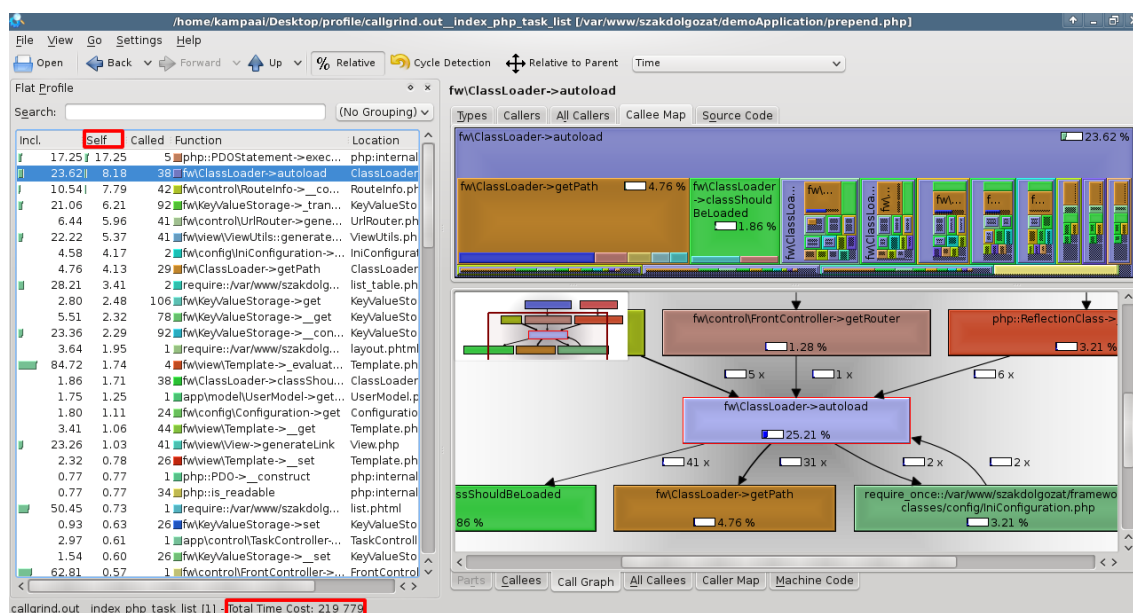 /home/kampaai/Desktop/profile/callgrind.out__index_php_task_list [/var/www/szakdolgozat/demoApplication/prepend.php]
File View Go Settings Help
Open Back Forward Up % Relative Cycle Detection Relative to Parent Time
Flat Profile
Search: (No Grouping)
Incl. Self Called Function Location
17.25 17.25 5 php::PDOStatement->exec... php:internal
23.62 8.18 38 fw\ClassLoader->autoload ClassLoader
10.54 7.79 42 fw\control\RouteInfo->__co... RouteInfo.ph
21.06 6.21 92 fw\KeyValueStorage->_tran... KeyValueSto
6.44 5.96 41 fw\control\UrlRouter->gene... UrlRouter.ph
22.22 5.37 41 fw\view\ViewUtils::generate... ViewUtils.ph
4.58 4.17 2 fw\config\IniConfiguration->... IniConfigurat
4.76 4.13 29 fw\ClassLoader->getPath ClassLoader
28.21 3.41 2 require::/var/www/szakdolg... list_table.ph
2.80 2.48 106 fw\KeyValueStorage->get KeyValueSto
5.51 2.32 78 fw\KeyValueStorage->__get KeyValueSto
23.36 2.29 92 fw\KeyValueStorage->__con... KeyValueSto
3.64 1.95 1 require::/var/www/szakdolg... layout.phtml
84.72 1.74 4 fw\view\Template->_evaluat... Template.ph
1.86 1.71 38 fw\ClassLoader->classShou... ClassLoader
1.75 1.25 1 app\model\UserModel->get... UserModel.p
1.80 1.11 24 fw\config\Configuration->get Configuratio
3.41 1.06 44 fw\view\Template->__get Template.ph
23.26 1.03 41 fw\view\View->generateLink View.php
2.32 0.78 26 fw\view\Template->__set Template.ph
0.77 0.77 1 php::PDO->__construct php:internal
0.77 0.77 34 php::is_readable php:internal
50.45 0.73 1 require::/var/www/szakdolg... list.phtml
0.93 0.63 26 fw\KeyValueStorage->set KeyValueSto
2.97 0.61 1 app\control\TaskController-... TaskControll
1.54 0.60 26 fw\KeyValueStorage->__set KeyValueSto
62.81 0.57 1 fw\control\FrontController->... FrontControl
callgrind.out__index_php_task_list [1] - Total Time Cost: 219 779
fw\ClassLoader->autoload
Types Callers All Callers Callee Map Source Code
fw\ClassLoader->autoload 23.62 %
fw\ClassLoader->getPath 4.76 %
fw\ClassLoader
->classShould
BeLoaded
1.86 %
fw\ClassLoa...
fw\...
fw\ClassLoa...
fw\...
f...
f...
fw\control\FrontController->getRouter
1.28 %
php::ReflectionClass->
3.21 %
5 x
1 x
6 x
fw\ClassLoader->autoload
25.21 %
41 x
31 x
2 x
2 x
ssShouldBeLoaded
86 %
fw\ClassLoader->getPath
4.76 %
require_once::/var/www/szakdolgozat/framewo
classes/config/IniConfiguration.php
3.21 %
Parts Callees Call Graph All Callees Caller Map Machine Code